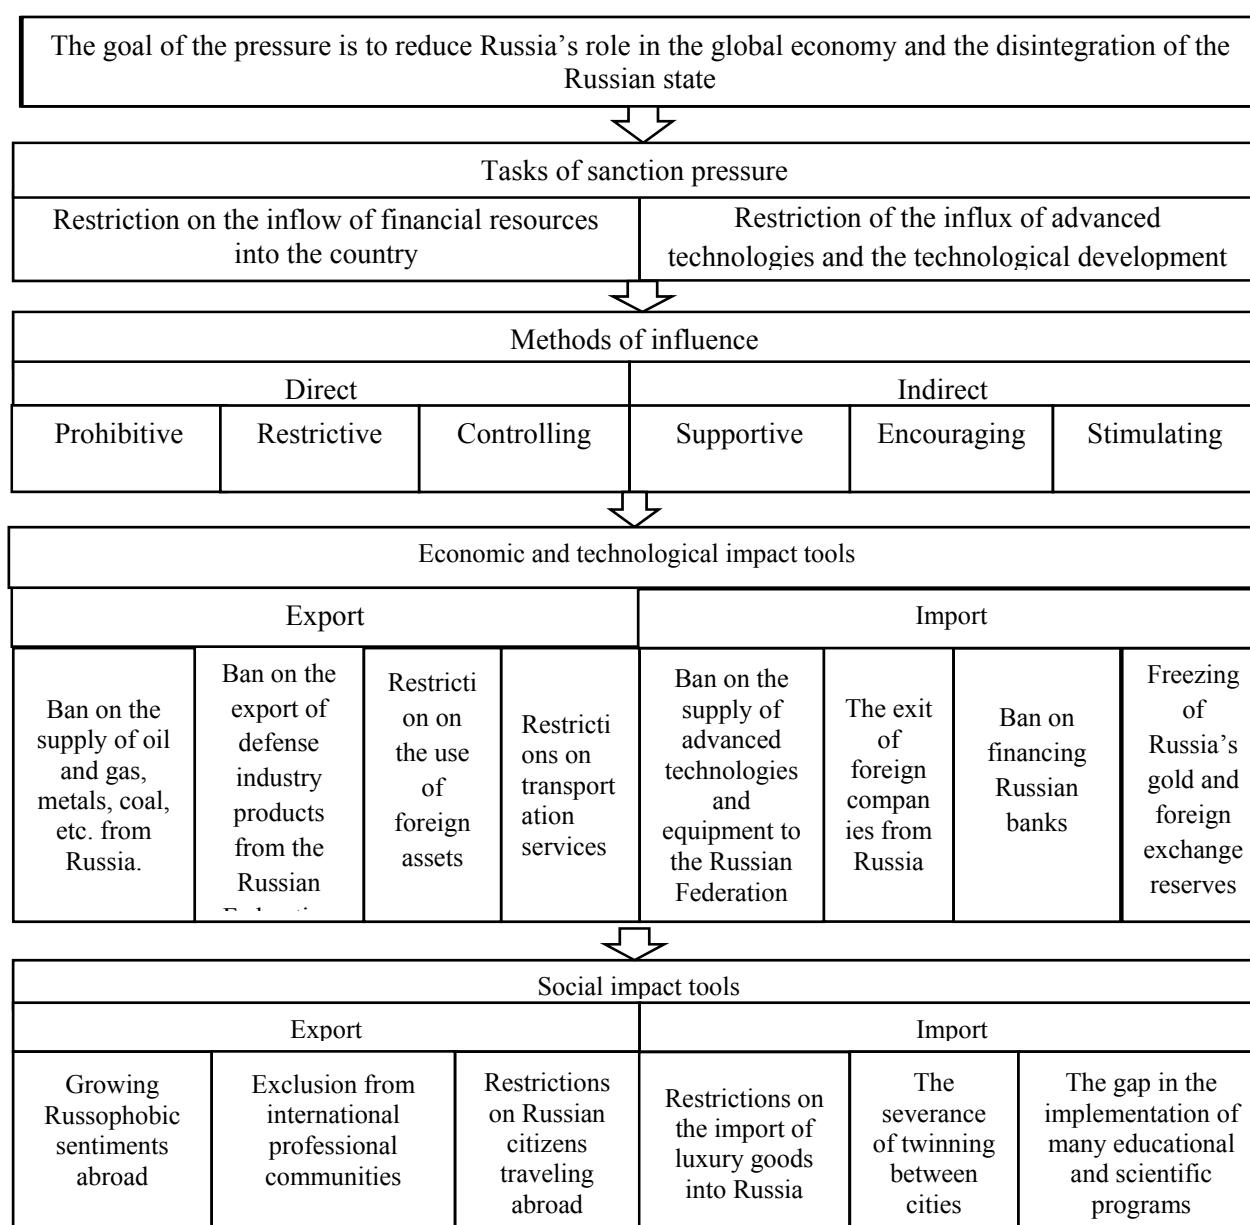 The goal of the pressure is to reduce Russia’s role in the global economy and the disintegration of the
Russian state
Tasks of sanction pressure
Restriction on the inflow of financial resources
into the country
Restriction of the influx of advanced
technologies and the technological development
Methods of influence
Direct
Indirect
Prohibitive
Restrictive
Controlling
Supportive
Encouraging
Stimulating
Economic and technological impact tools
Export
Import
Ban on the
supply of oil
and gas,
metals, coal,
etc. from
Russia.
Ban on the
export of
defense
industry
products
from the
Russian
Restricti
on on
the use
of
foreign
assets
Restricti
ons on
transport
ation
services
Ban on the
supply of
advanced
technologies
and
equipment to
the Russian
Federation
The exit
of
foreign
compan
ies from
Russia
Ban on
financing
Russian
banks
Freezing
of
Russia’s
gold and
foreign
exchange
reserves
Social impact tools
Export
Import
Growing
Russophobic
sentiments
abroad
Exclusion from
international
professional
communities
Restrictions
on Russian
citizens
traveling
abroad
Restrictions on
the import of
luxury goods
into Russia
The
severance
of twinning
between
cities
The gap in the
implementation of
many educational
and scientific
programs